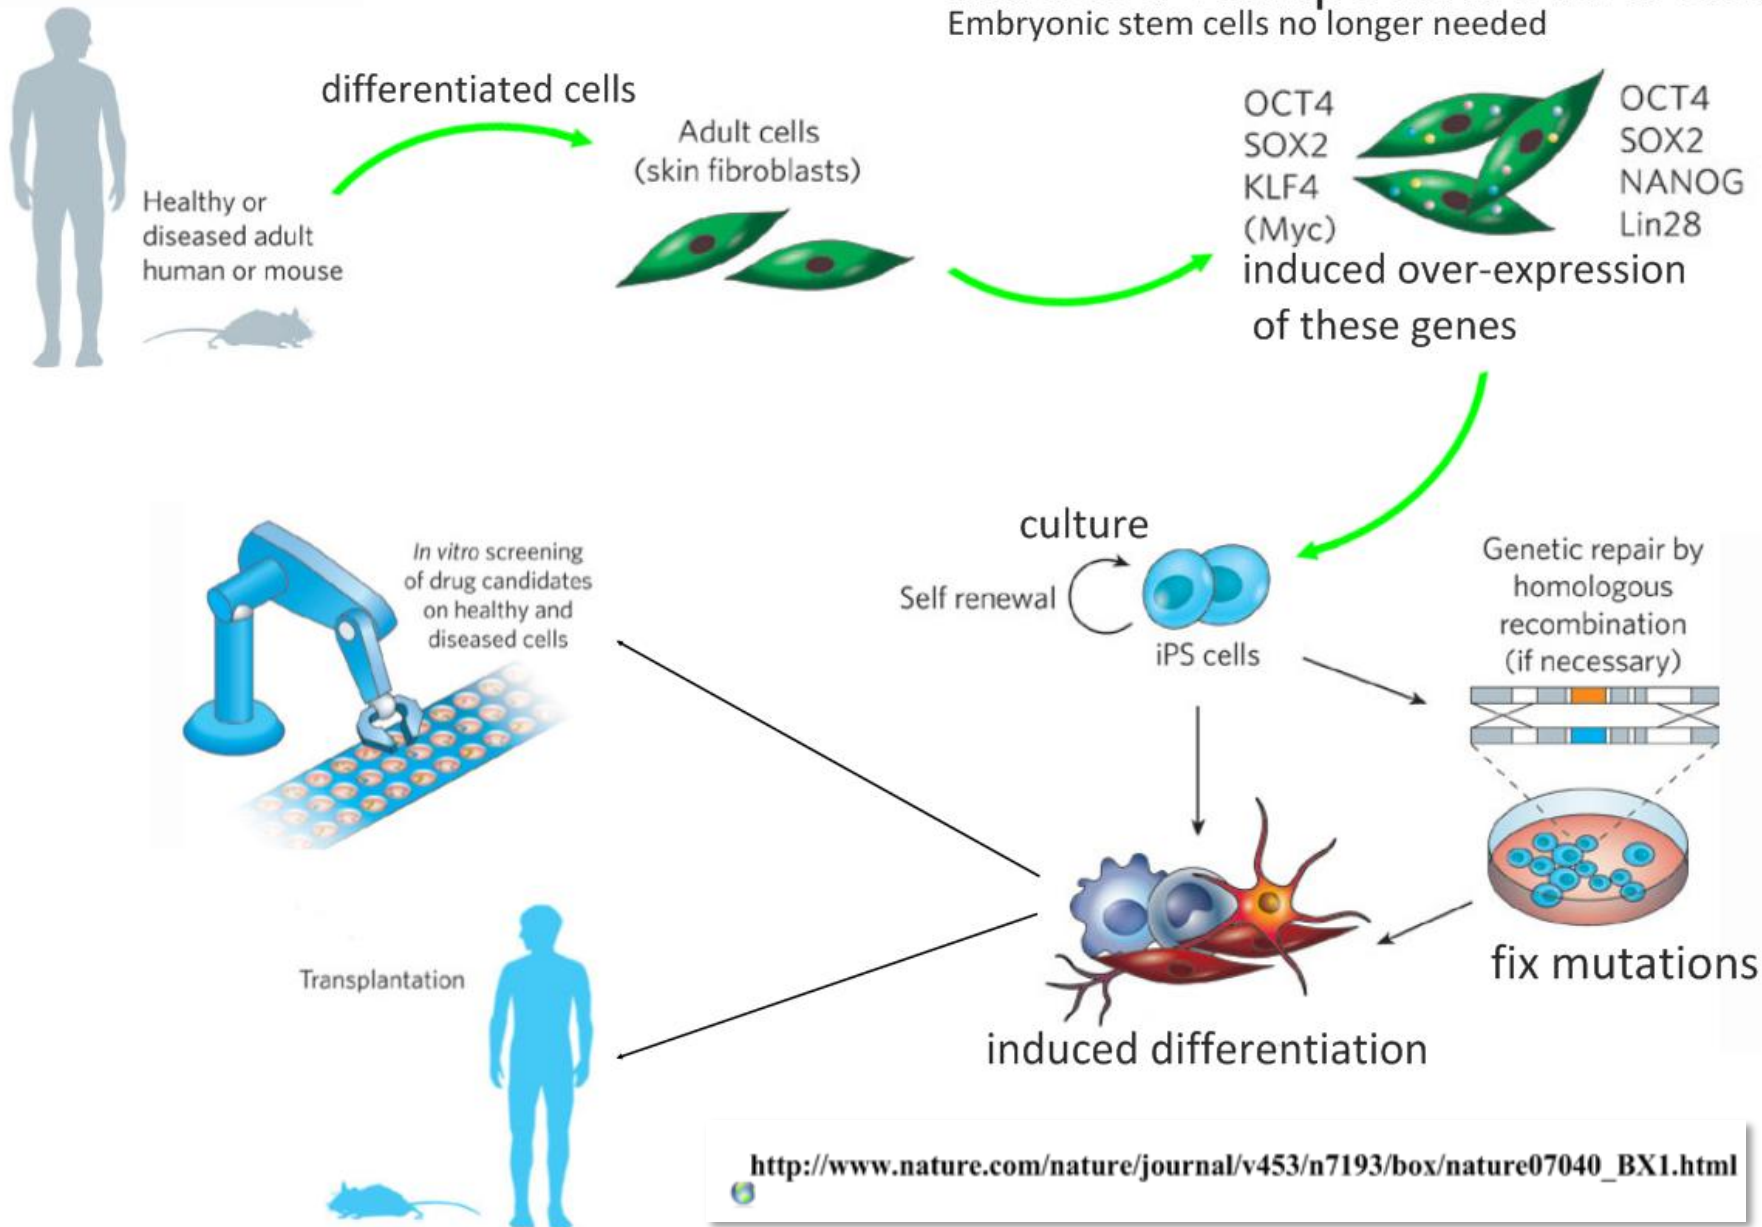 Embryonic stem cells no longer needed
differentiated cells
Adult cells
(skin fibroblasts)
Healthy or
diseased adult
human or mouse
OCT4
SOX2
KLF4
(Myc)
OCT4
SOX2
NANOG
Lin28
induced over-expression
of these genes
culture
Self renewal
iPS cells
Genetic repair by
homologous
recombination
(if necessary)
In vitro screening
of drug candidates
on healthy and
diseased cells
fix mutations
induced differentiation
Transplantation
http://www.nature.com/nature/journal/v453/n7193/box/nature07040_BX1.html